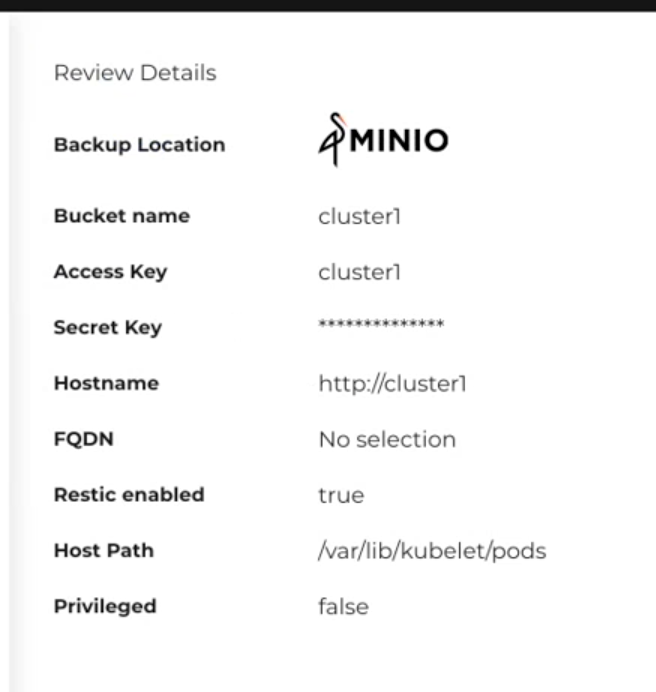 Review Details
Backup Location MINIO
Bucket name cluster1
Access Key cluster1
Secret Key **************
Hostname http://cluster1
FQDN No selection
Restic enabled true
Host Path /var/lib/kubelet/pods
Privileged false